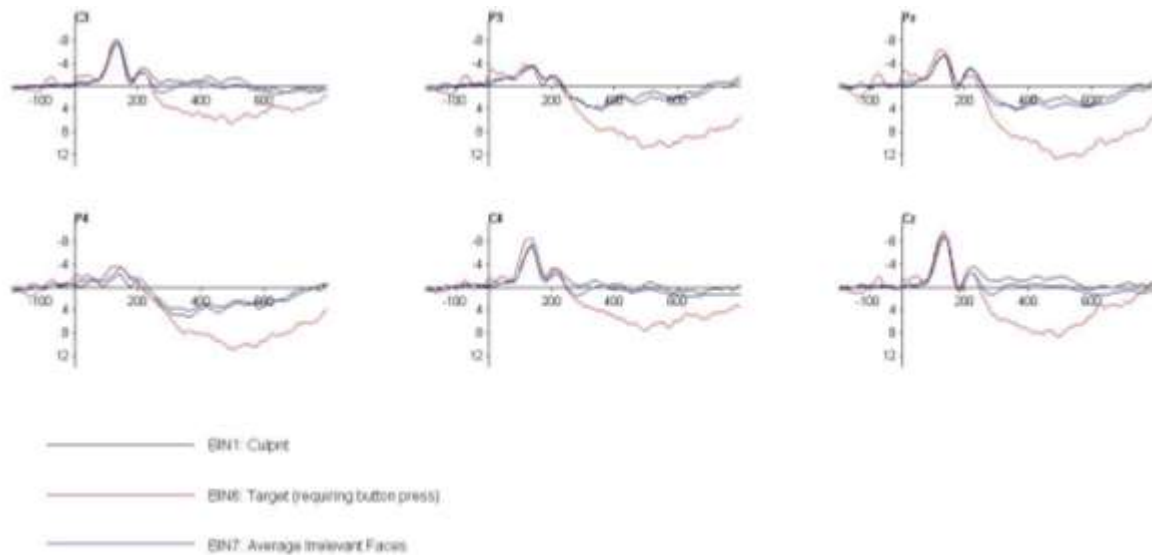 C3
-8
-4
-100 200 400 600
4
8
12
P3
-8
-4
-100 200 400 600
4
8
12
Pz
-8
-4
-100 200 400 600
4
8
12
P4
-8
-4
-100 200 400 600
4
8
12
C4
-8
-4
-100 200 400 600
4
8
12
Cz
-8
-4
-100 200 400 600
4
8
12
BIN1: Culprit
BIN6: Target (requiring button press)
BIN7: Average Irrelevant Faces